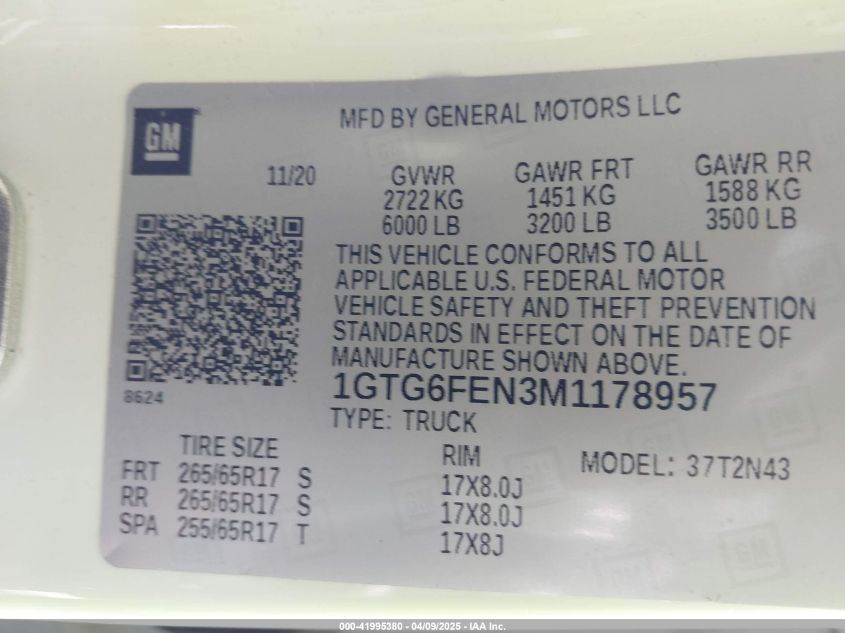 GM
MFD BY GENERAL MOTORS LLC
11/20
GVWR GAWR FRT GAWR RR
2722 KG 1451 KG 1588 KG
6000 LB 3200 LB 3500 LB
THIS VEHICLE CONFORMS TO ALL
APPLICABLE U.S. FEDERAL MOTOR
VEHICLE SAFETY AND THEFT PREVENTION
STANDARDS IN EFFECT ON THE DATE OF
MANUFACTURE SHOWN ABOVE.
8624
1GTG6FEN3M1178957
TYPE: TRUCK
TIRE SIZE RIM MODEL: 37T2N43
FRT 265/65R17 S 17X8.0J
RR 265/65R17 S 17X8.0J
SPA 255/65R17 T 17X8J
000-41995380 - 04/09/2025 - IAA Inc.